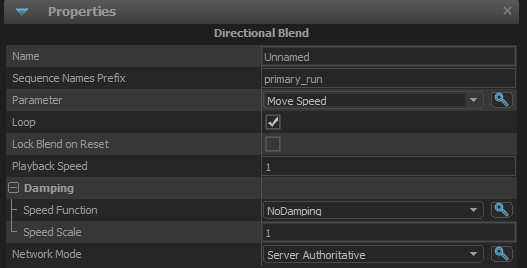 Properties
Directional Blend
Name Unnamed
Sequence Names Prefix primary_run
Parameter Move Speed
Loop
Lock Blend on Reset
Playback Speed 1
Damping
Speed Function NoDamping
Speed Scale 1
Network Mode Server Authoritative